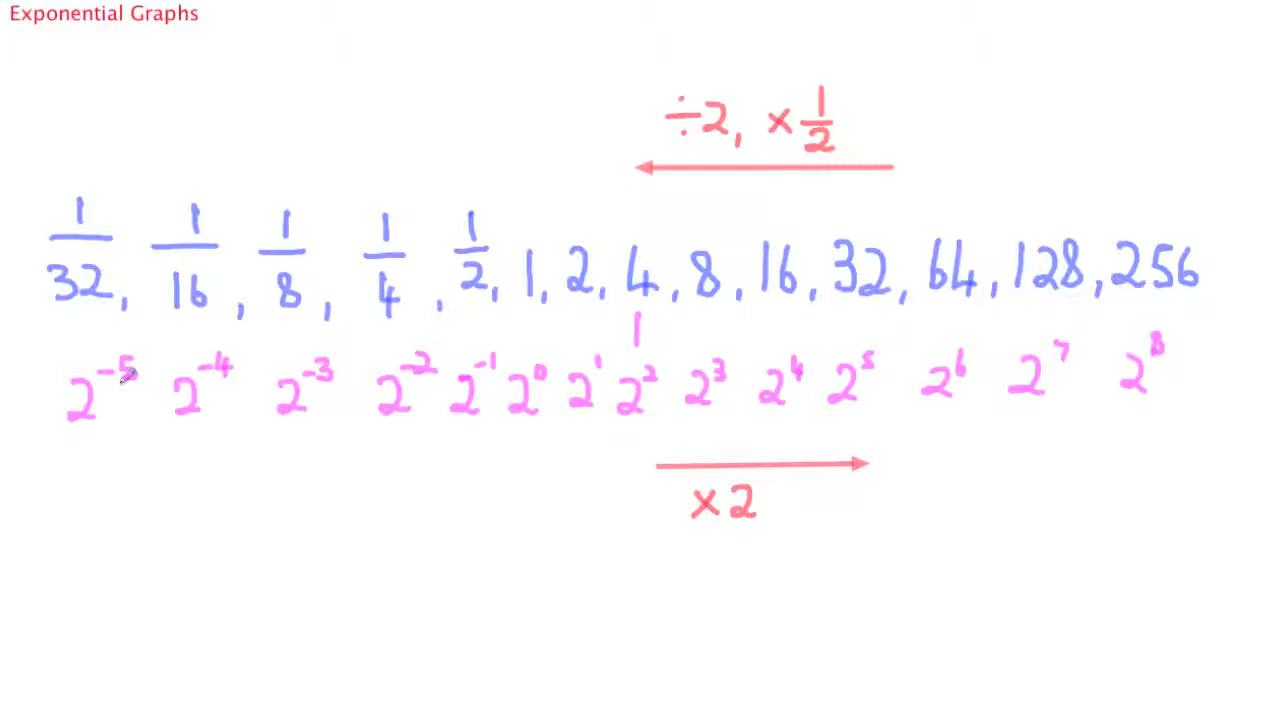 Exponential Graphs
÷2, × 1/2
1/32, 1/16, 1/8, 1/4, 1/2, 1, 2, 4, 8, 16, 32, 64, 128, 256
2⁻⁵ 2⁻⁴ 2⁻³ 2⁻² 2⁻¹ 2⁰ 2¹ 2² 2³ 2⁴ 2⁵ 2⁶ 2⁷ 2⁸
×2